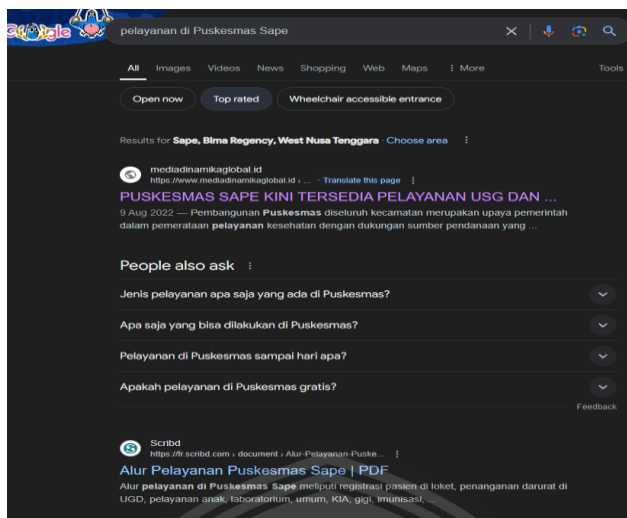 Google
pelayanan di Puskesmas Sape
All Images Videos News Shopping Web Maps More Tools
Open now Top rated Wheelchair accessible entrance
Results for Sape, Bima Regency, West Nusa Tenggara · Choose area
mediadinamikaglobal.id
https://www.mediadinamikaglobal.id › ... · Translate this page
PUSKESMAS SAPE KINI TERSEDIA PELAYANAN USG DAN ...
9 Aug 2022 — Pembangunan Puskesmas diseluruh kecamatan merupakan upaya pemerintah
dalam pemerataan pelayanan kesehatan dengan dukungan sumber pendanaan yang ...
People also ask
Jenis pelayanan apa saja yang ada di Puskesmas?
Apa saja yang bisa dilakukan di Puskesmas?
Pelayanan di Puskesmas sampai hari apa?
Apakah pelayanan di Puskesmas gratis?
Feedback
Scribd
https://fr.scribd.com › document › Alur-Pelayanan-Puske...
Alur Pelayanan Puskesmas Sape | PDF
Alur pelayanan di Puskesmas Sape meliputi registrasi pasien di loket, penanganan darurat di
UGD, pelayanan anak, laboratorium, umum, KIA, gigi, imunisasi, ...